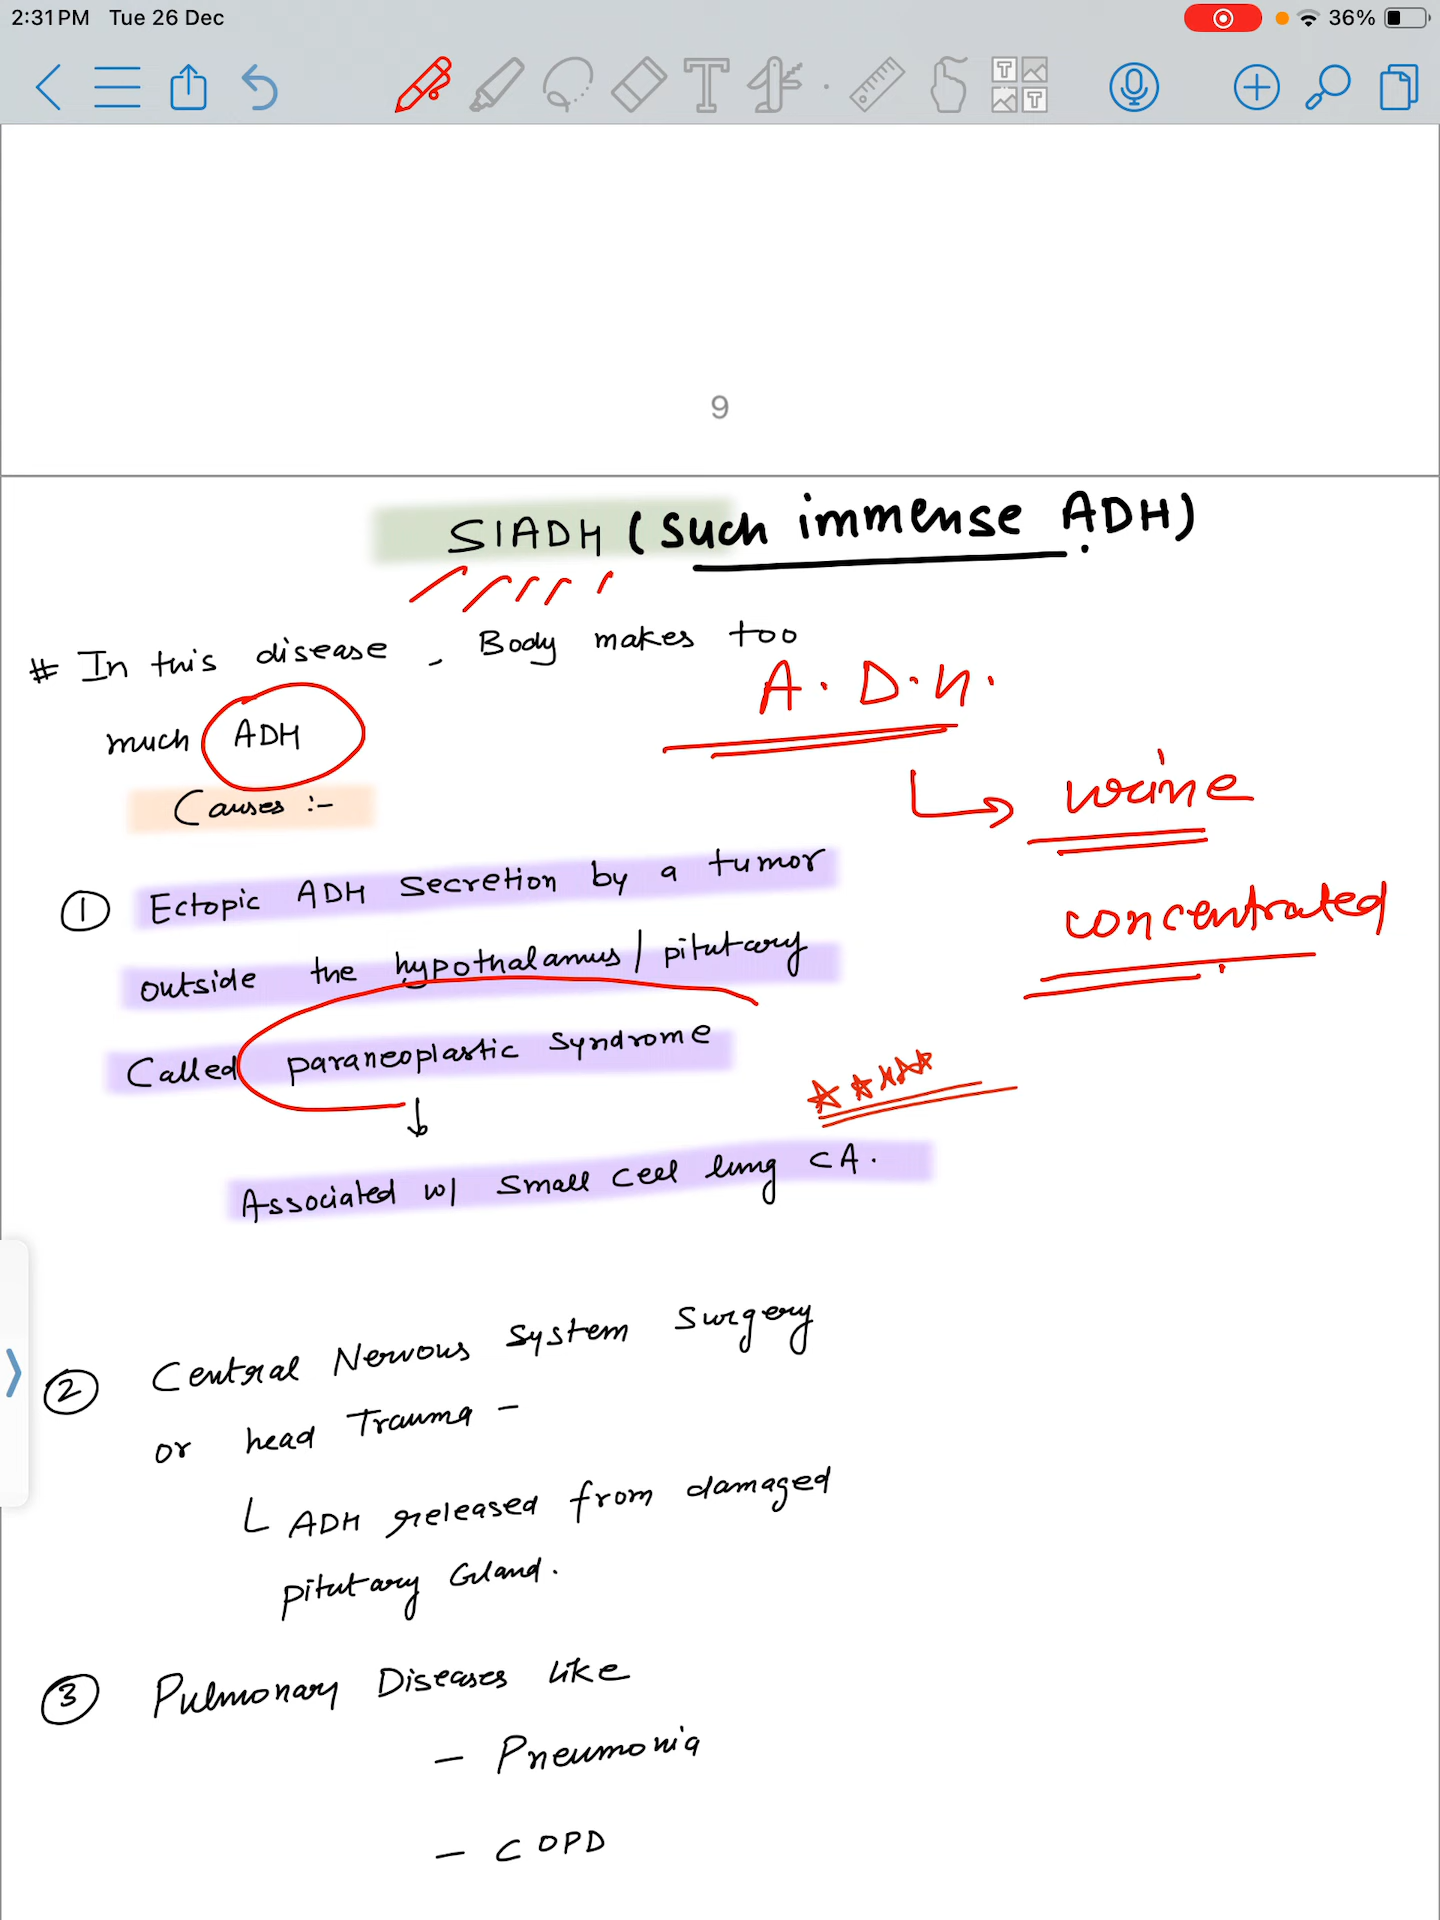 2:31 PM Tue 26 Dec
36%
9
SIADH (Such immense ADH)
# In this disease, Body makes too
much ADH
A.D.H.
urine
concentrated
Causes :-
① Ectopic ADH secretion by a tumor
outside the hypothalamus/pitutary
Called paraneoplastic syndrome
↓
Associated w/ small cell lung CA.
② Central Nervous System Surgery
or head Trauma -
ADH released from damaged
pitutary Gland.
③ Pulmonary Diseases like
- Pneumonia
- COPD